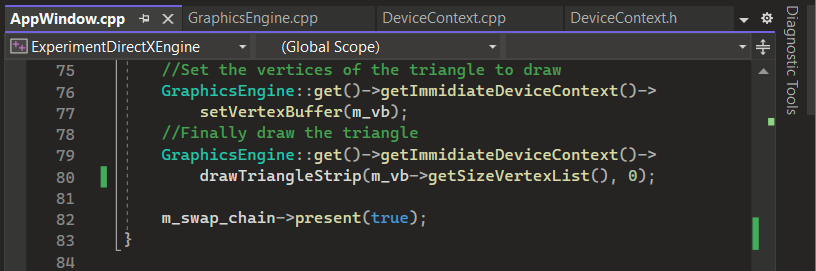 AppWindow.cpp GraphicsEngine.cpp DeviceContext.cpp DeviceContext.h
ExperimentDirectXEngine (Global Scope)
75 //Set the vertices of the triangle to draw
76 GraphicsEngine::get()->getImmidiateDeviceContext()->
77 setVertexBuffer(m_vb);
78 //Finally draw the triangle
79 GraphicsEngine::get()->getImmidiateDeviceContext()->
80 drawTriangleStrip(m_vb->getSizeVertexList(), 0);
81
82 m_swap_chain->present(true);
83 }
84
Diagnostic Tools